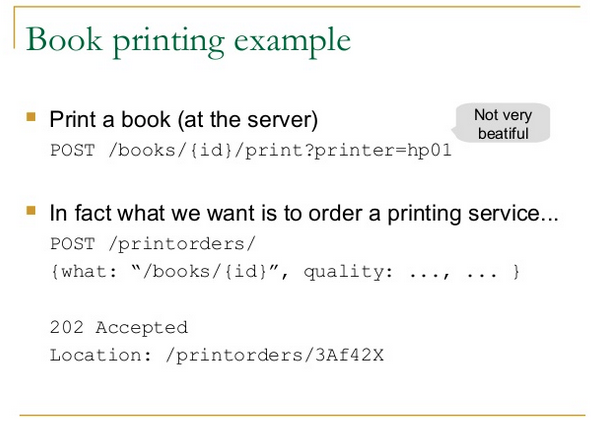 Book printing example
Print a book (at the server)
Not very
beatiful
POST /books/{id}/print?printer=hp01
In fact what we want is to order a printing service...
POST /printorders/
{what: “/books/{id}”, quality: ..., ... }
202 Accepted
Location: /printorders/3Af42X